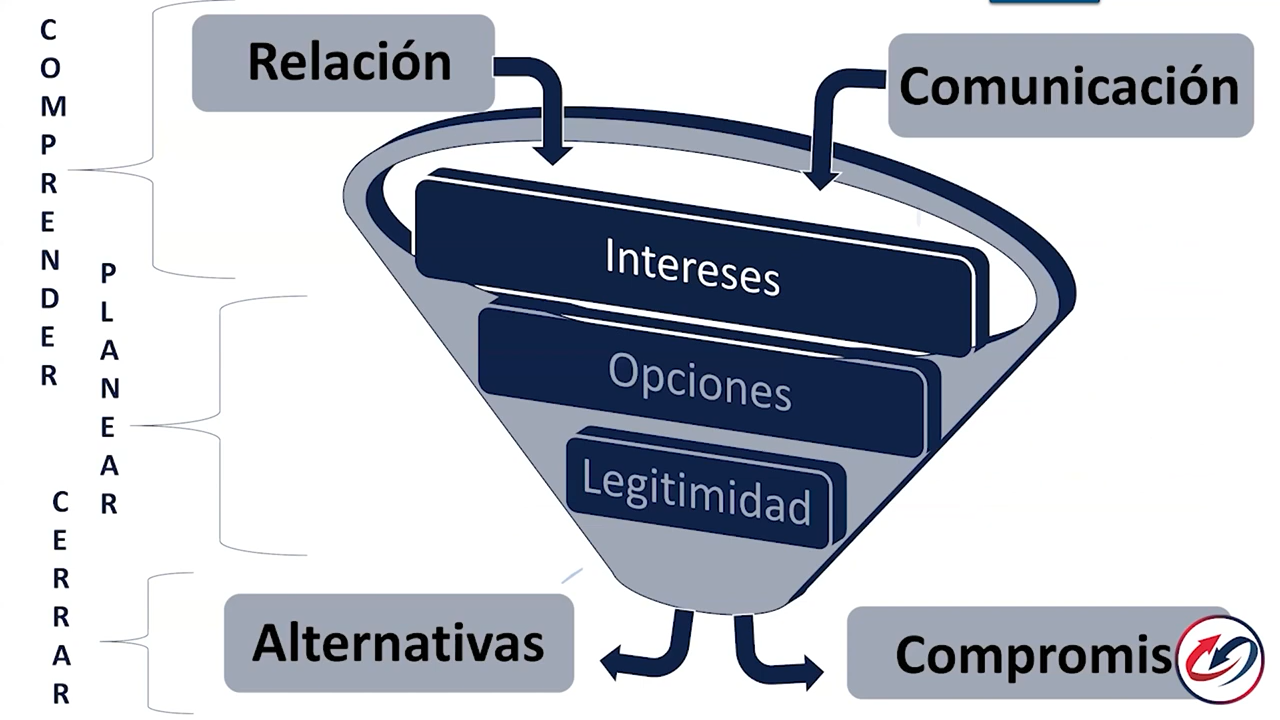 COMPRENDER
Relación
Comunicación
Intereses
PLANEAR
Opciones
Legitimidad
CERRAR
Alternativas
Compromis